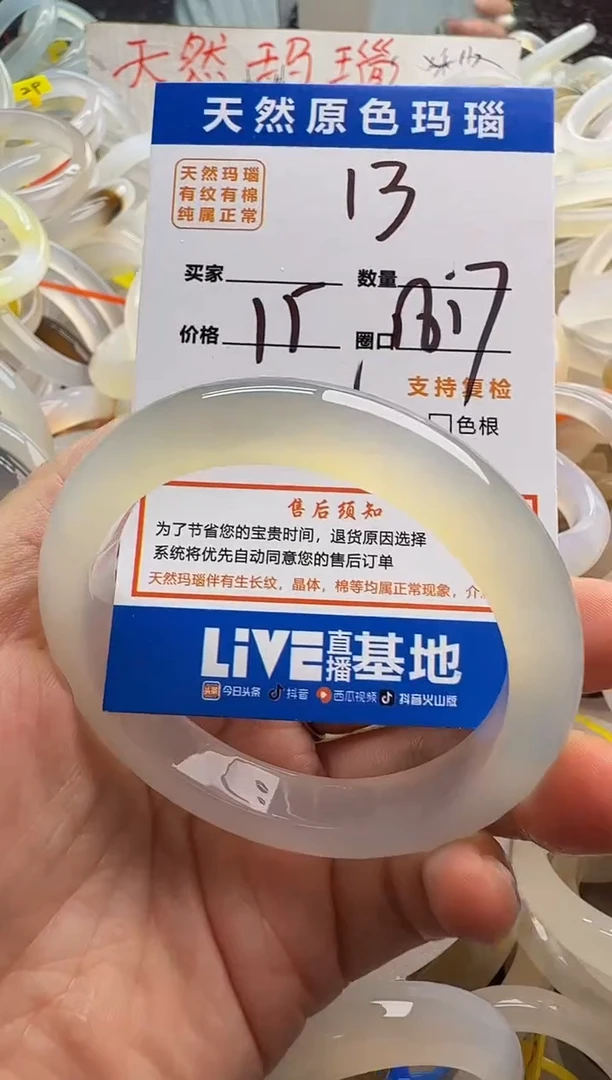 天然玛瑙
天然原色玛瑙
天然玛瑙
有纹有棉
纯属正常
13
买家
数量
价格 15
圈口
支持复检
色根
售后须知
为了节省您的宝贵时间，退货原因选择
系统将优先自动同意您的售后订单
天然玛瑙伴有生长纹，晶体，棉等均属正常现象，介
LiVE直播基地
头条 今日头条 抖音 西瓜视频 抖音火山版